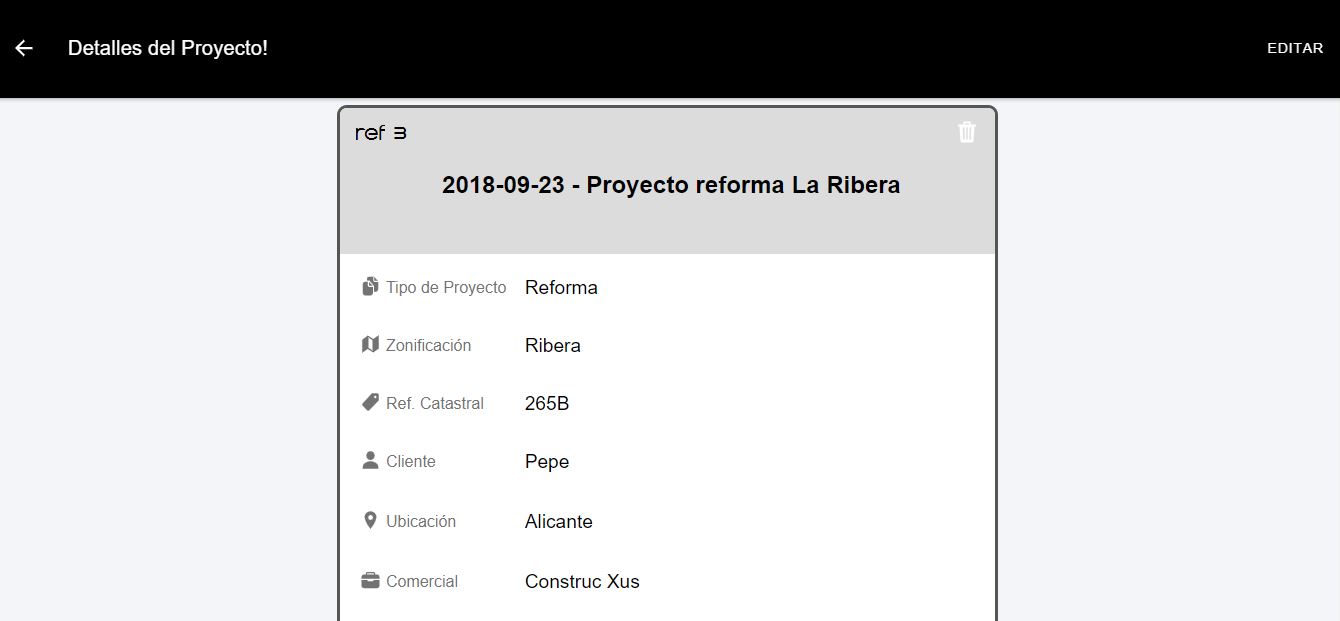 Detalles del Proyecto!
EDITAR
ref 3
2018-09-23 - Proyecto reforma La Ribera
Tipo de Proyecto Reforma
Zonificación Ribera
Ref. Catastral 265B
Cliente Pepe
Ubicación Alicante
Comercial Construc Xus